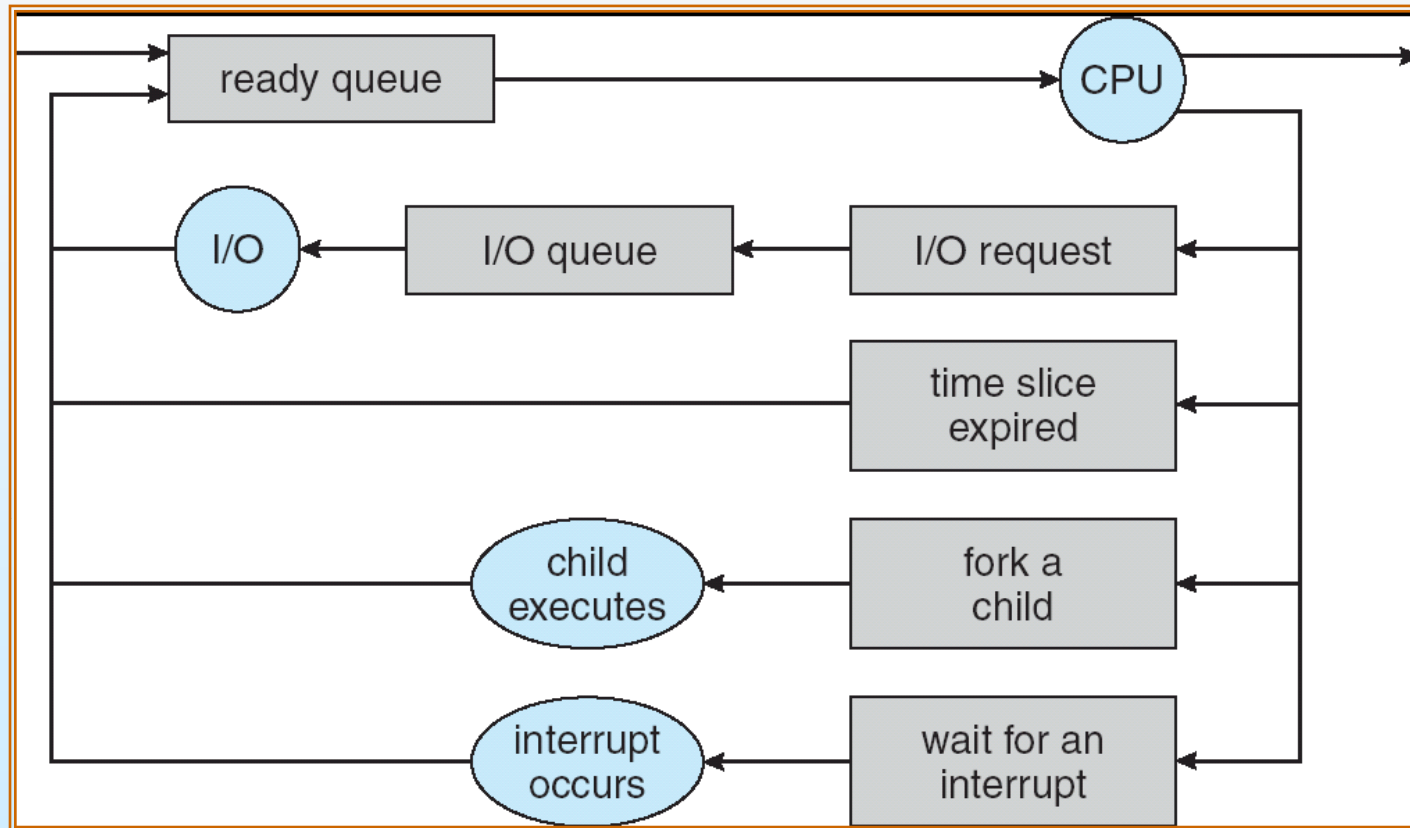 ready queue
CPU
I/O
I/O queue
I/O request
time slice
expired
child
executes
fork a
child
interrupt
occurs
wait for an
interrupt